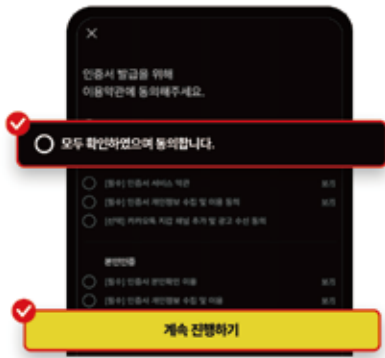 인증서 발급을 위해
이용약관에 동의해주세요.
모두 확인하였으며 동의합니다.
[필수] 인증서 서비스 약관 보기
[필수] 인증서 개인정보 수집 및 이용 동의 보기
[선택] 카카오톡 지갑 채널 추가 및 광고 수신 동의
본인인증
[필수] 인증서 본인확인 이용 보기
[필수] 인증서 개인정보 수집 및 이용 보기
계속 진행하기